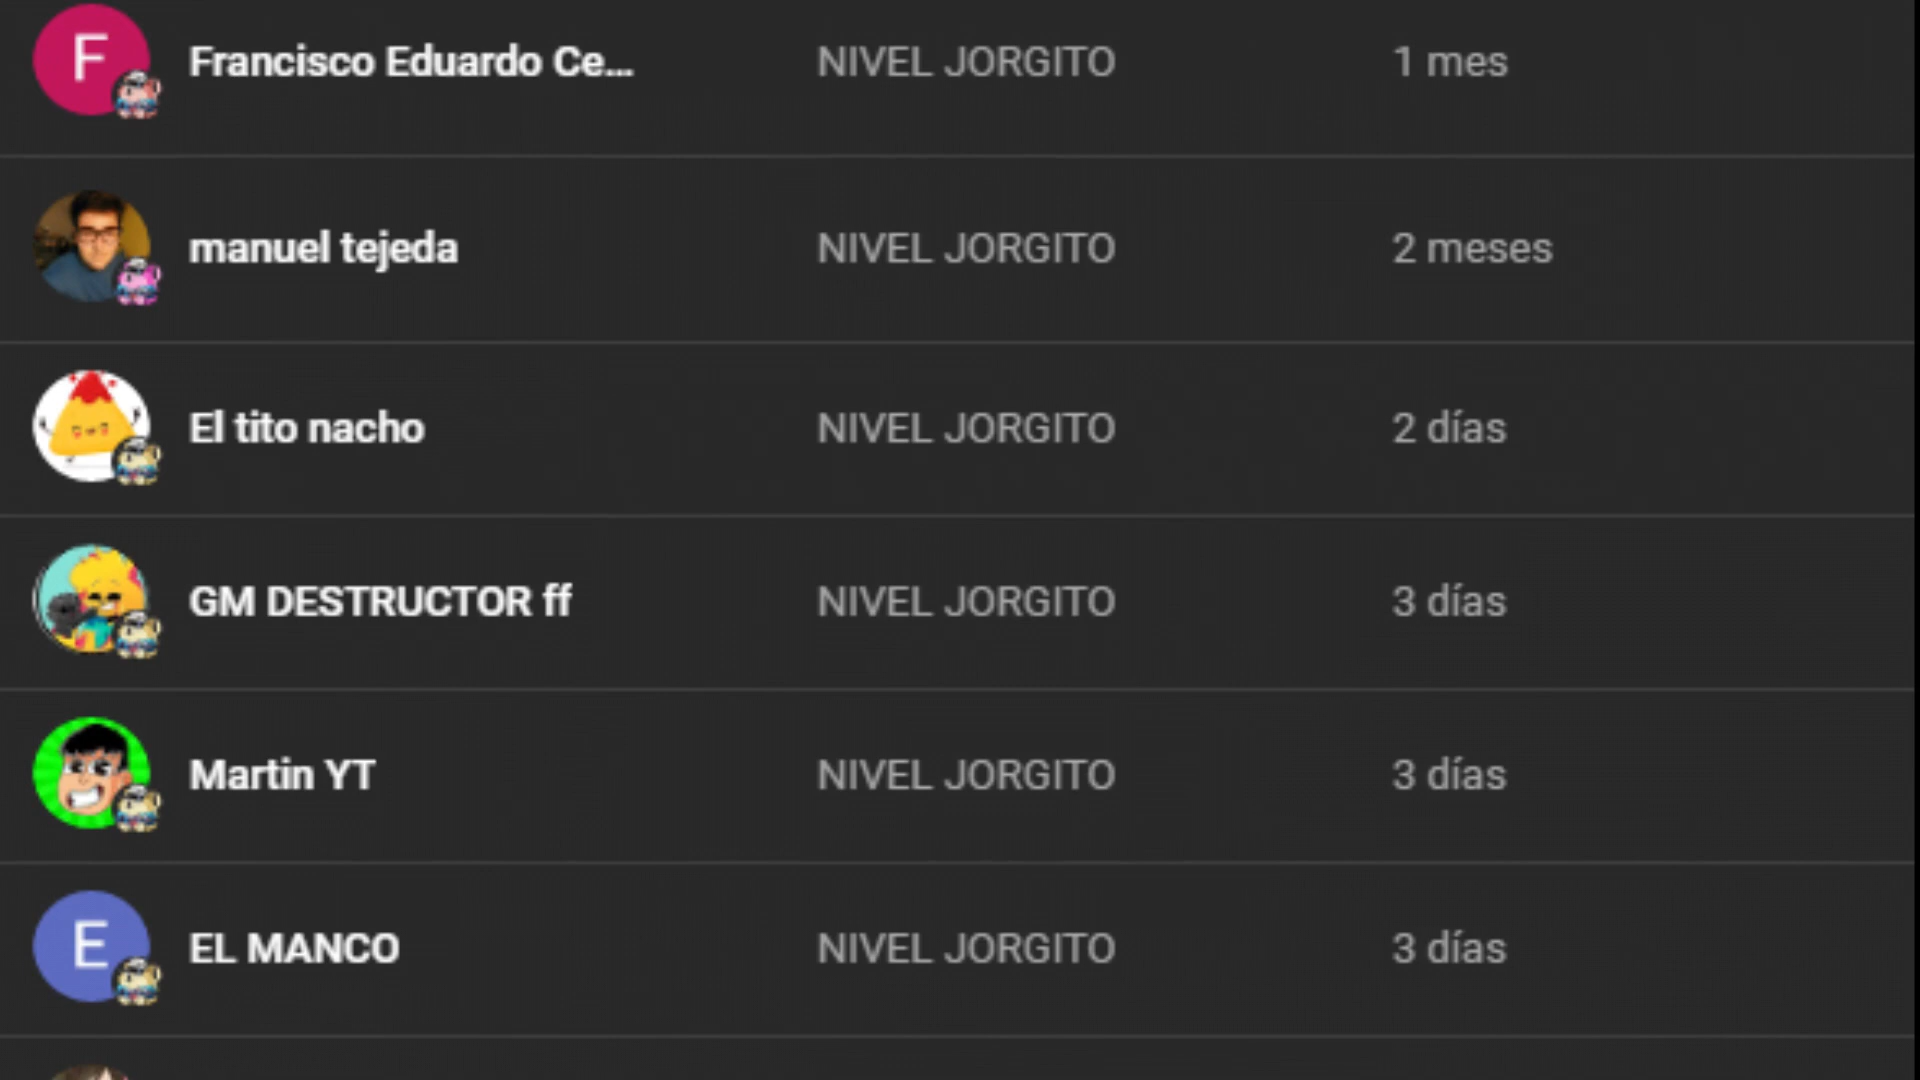 F Francisco Eduardo Ce... NIVEL JORGITO 1 mes
manuel tejeda NIVEL JORGITO 2 meses
El tito nacho NIVEL JORGITO 2 días
GM DESTRUCTOR ff NIVEL JORGITO 3 días
Martin YT NIVEL JORGITO 3 días
E EL MANCO NIVEL JORGITO 3 días